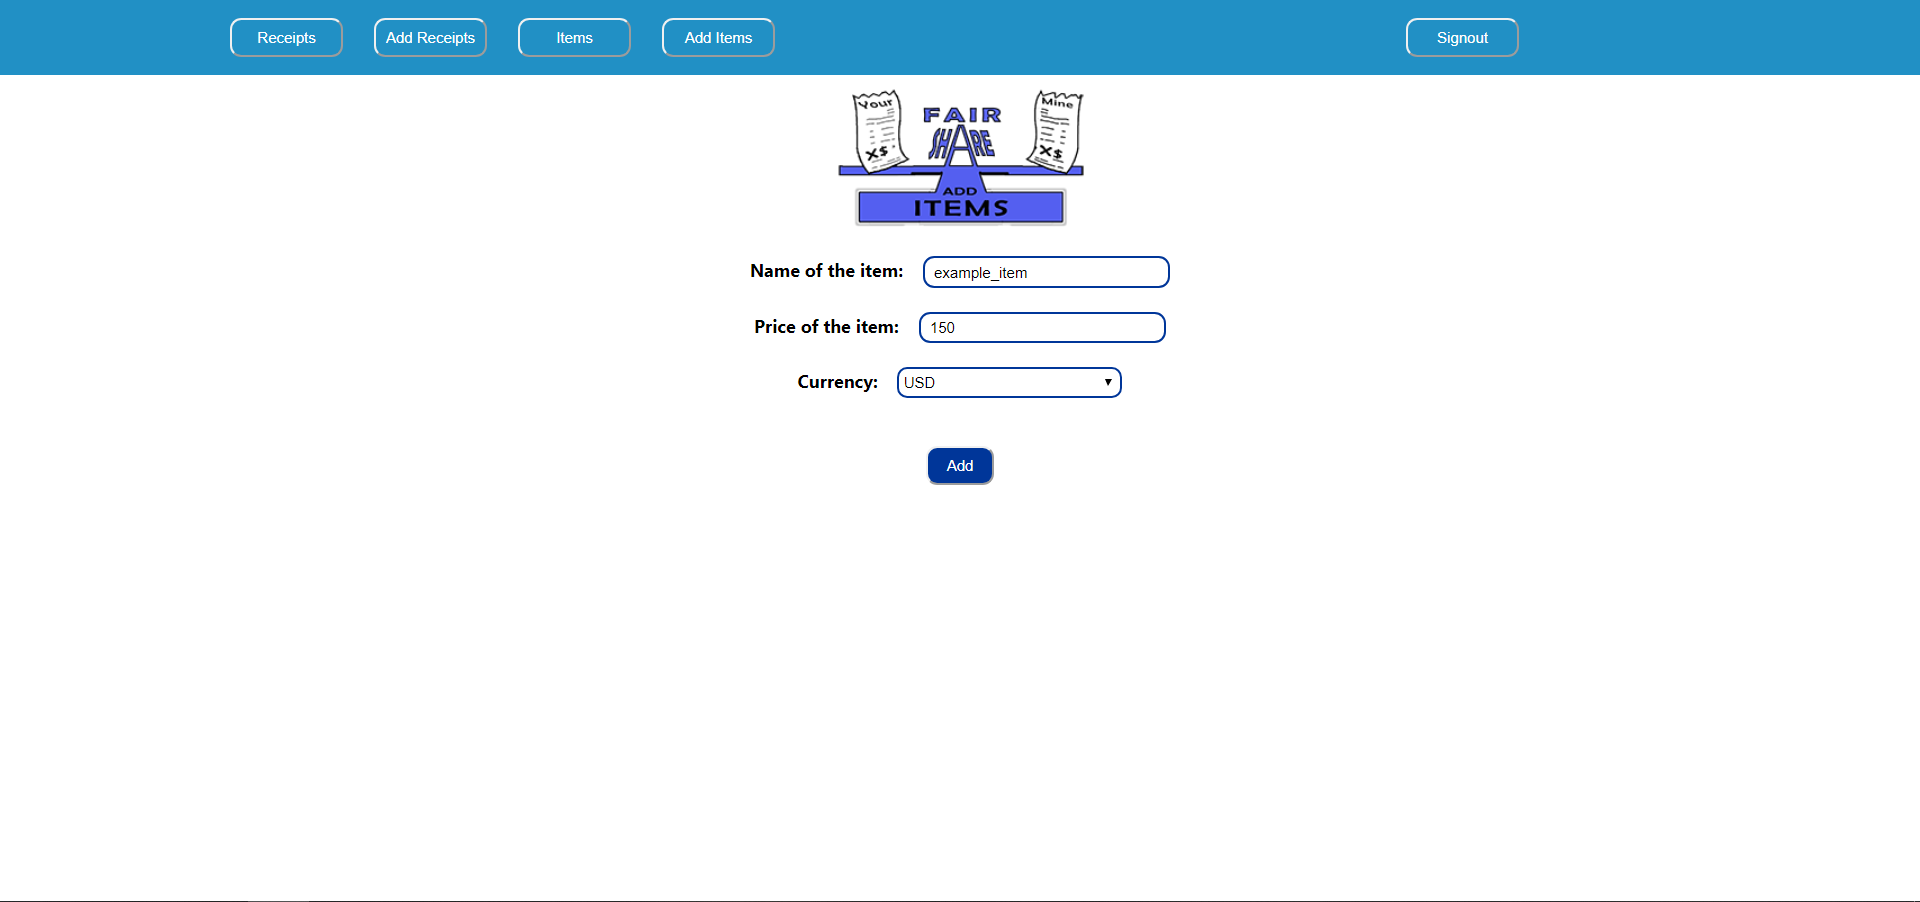 Receipts Add Receipts Items Add Items Signout
Your Mine
FAIR
SHARE
X$ X$
ADD
ITEMS
Name of the item: example_item
Price of the item: 150
Currency: USD
Add